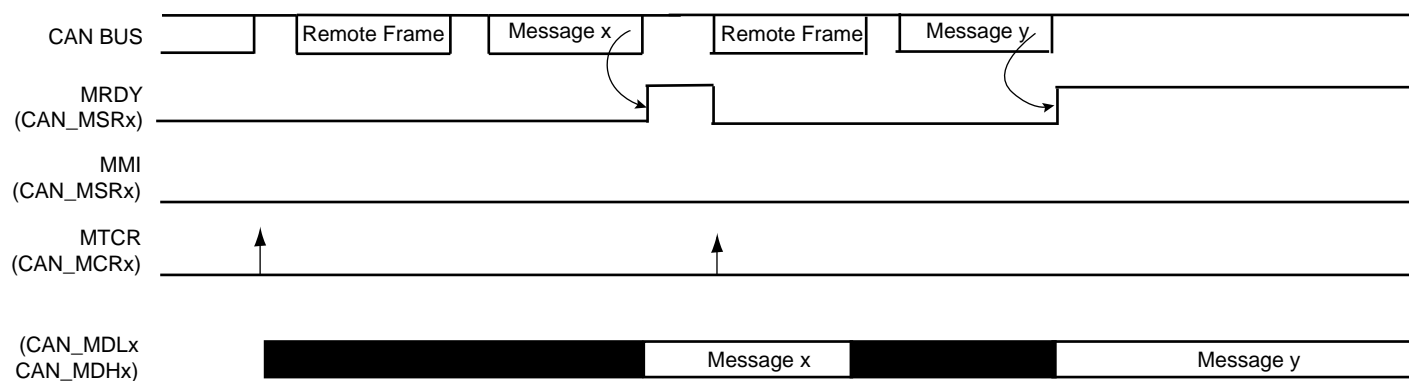 CAN BUS
Remote Frame
Message x
Remote Frame
Message y
MRDY
(CAN_MSRx)
MMI
(CAN_MSRx)
MTCR
(CAN_MCRx)
(CAN_MDLx
CAN_MDHx)
Message x
Message y